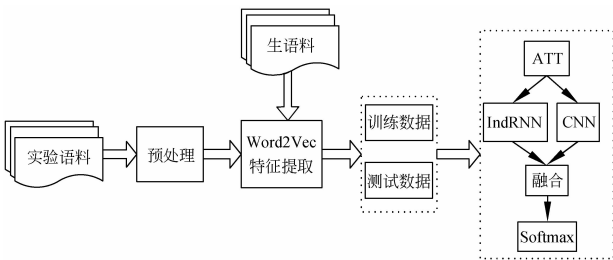 生语料
实验语料
预处理
Word2Vec
特征提取
训练数据
测试数据
ATT
IndRNN
CNN
融合
Softmax